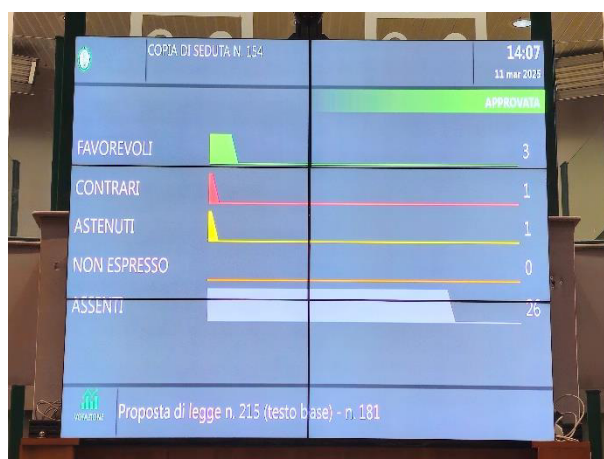 COPIA DI SEDUTA N. 154
14:07
11 mar 2025
APPROVATA
FAVOREVOLI 3
CONTRARI 1
ASTENUTI 1
NON ESPRESSO 0
ASSENTI 26
VOTAZIONE
Proposta di legge n. 215 (testo base) - n. 181